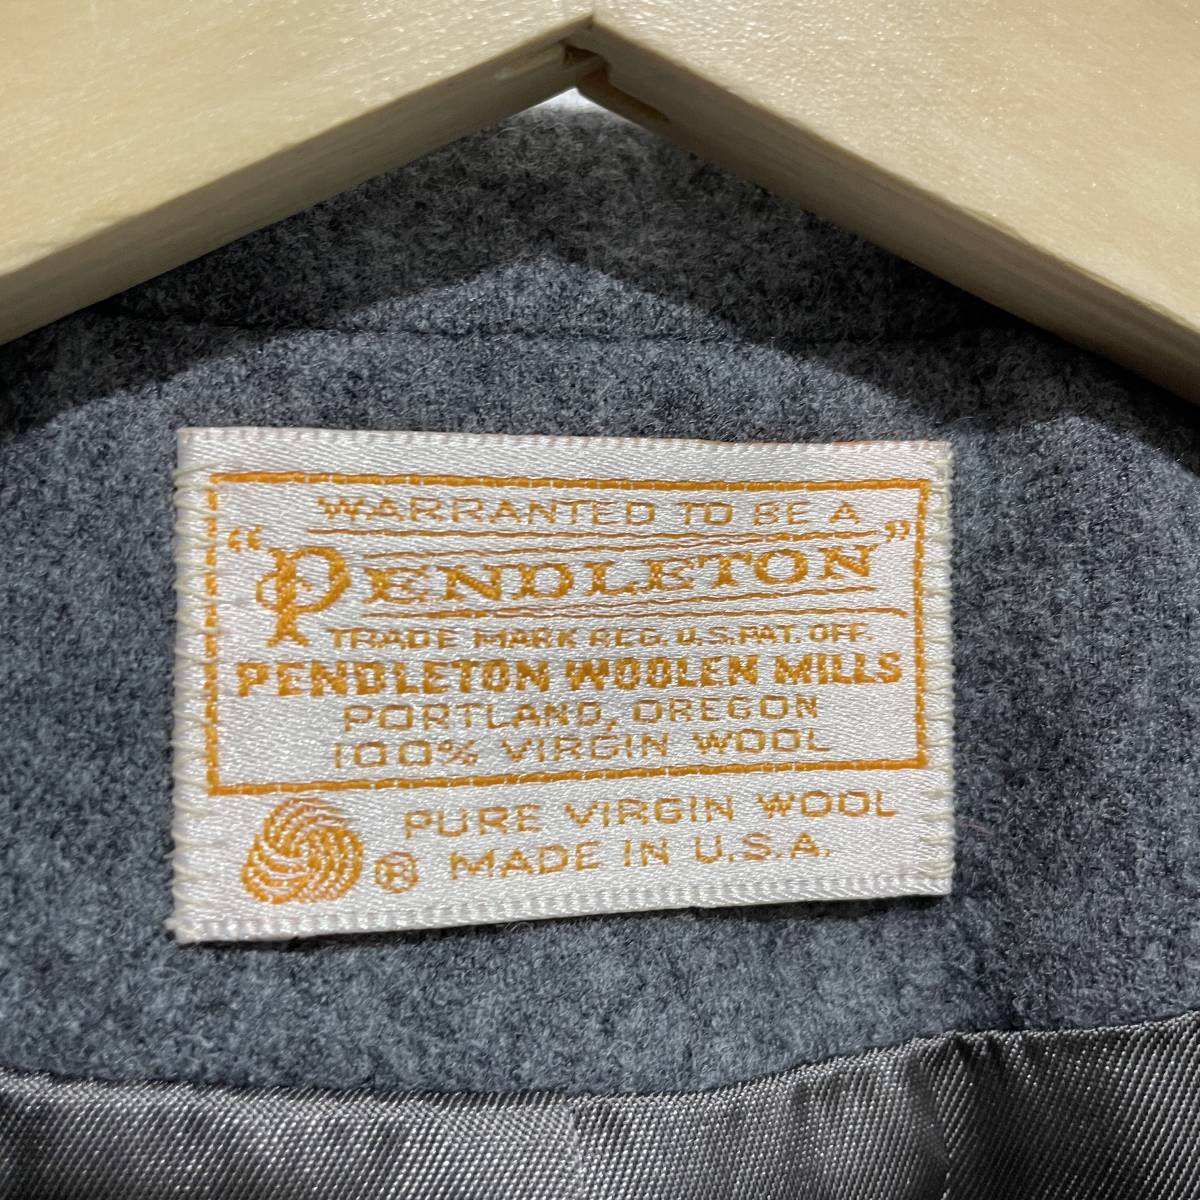 WARRANTED TO BE A
"PENDLETON"
TRADE MARK REG. U.S. PAT. OFF.
PENDLETON WOOLEN MILLS
PORTLAND, OREGON
100% VIRGIN WOOL
® PURE VIRGIN WOOL
MADE IN U.S.A.